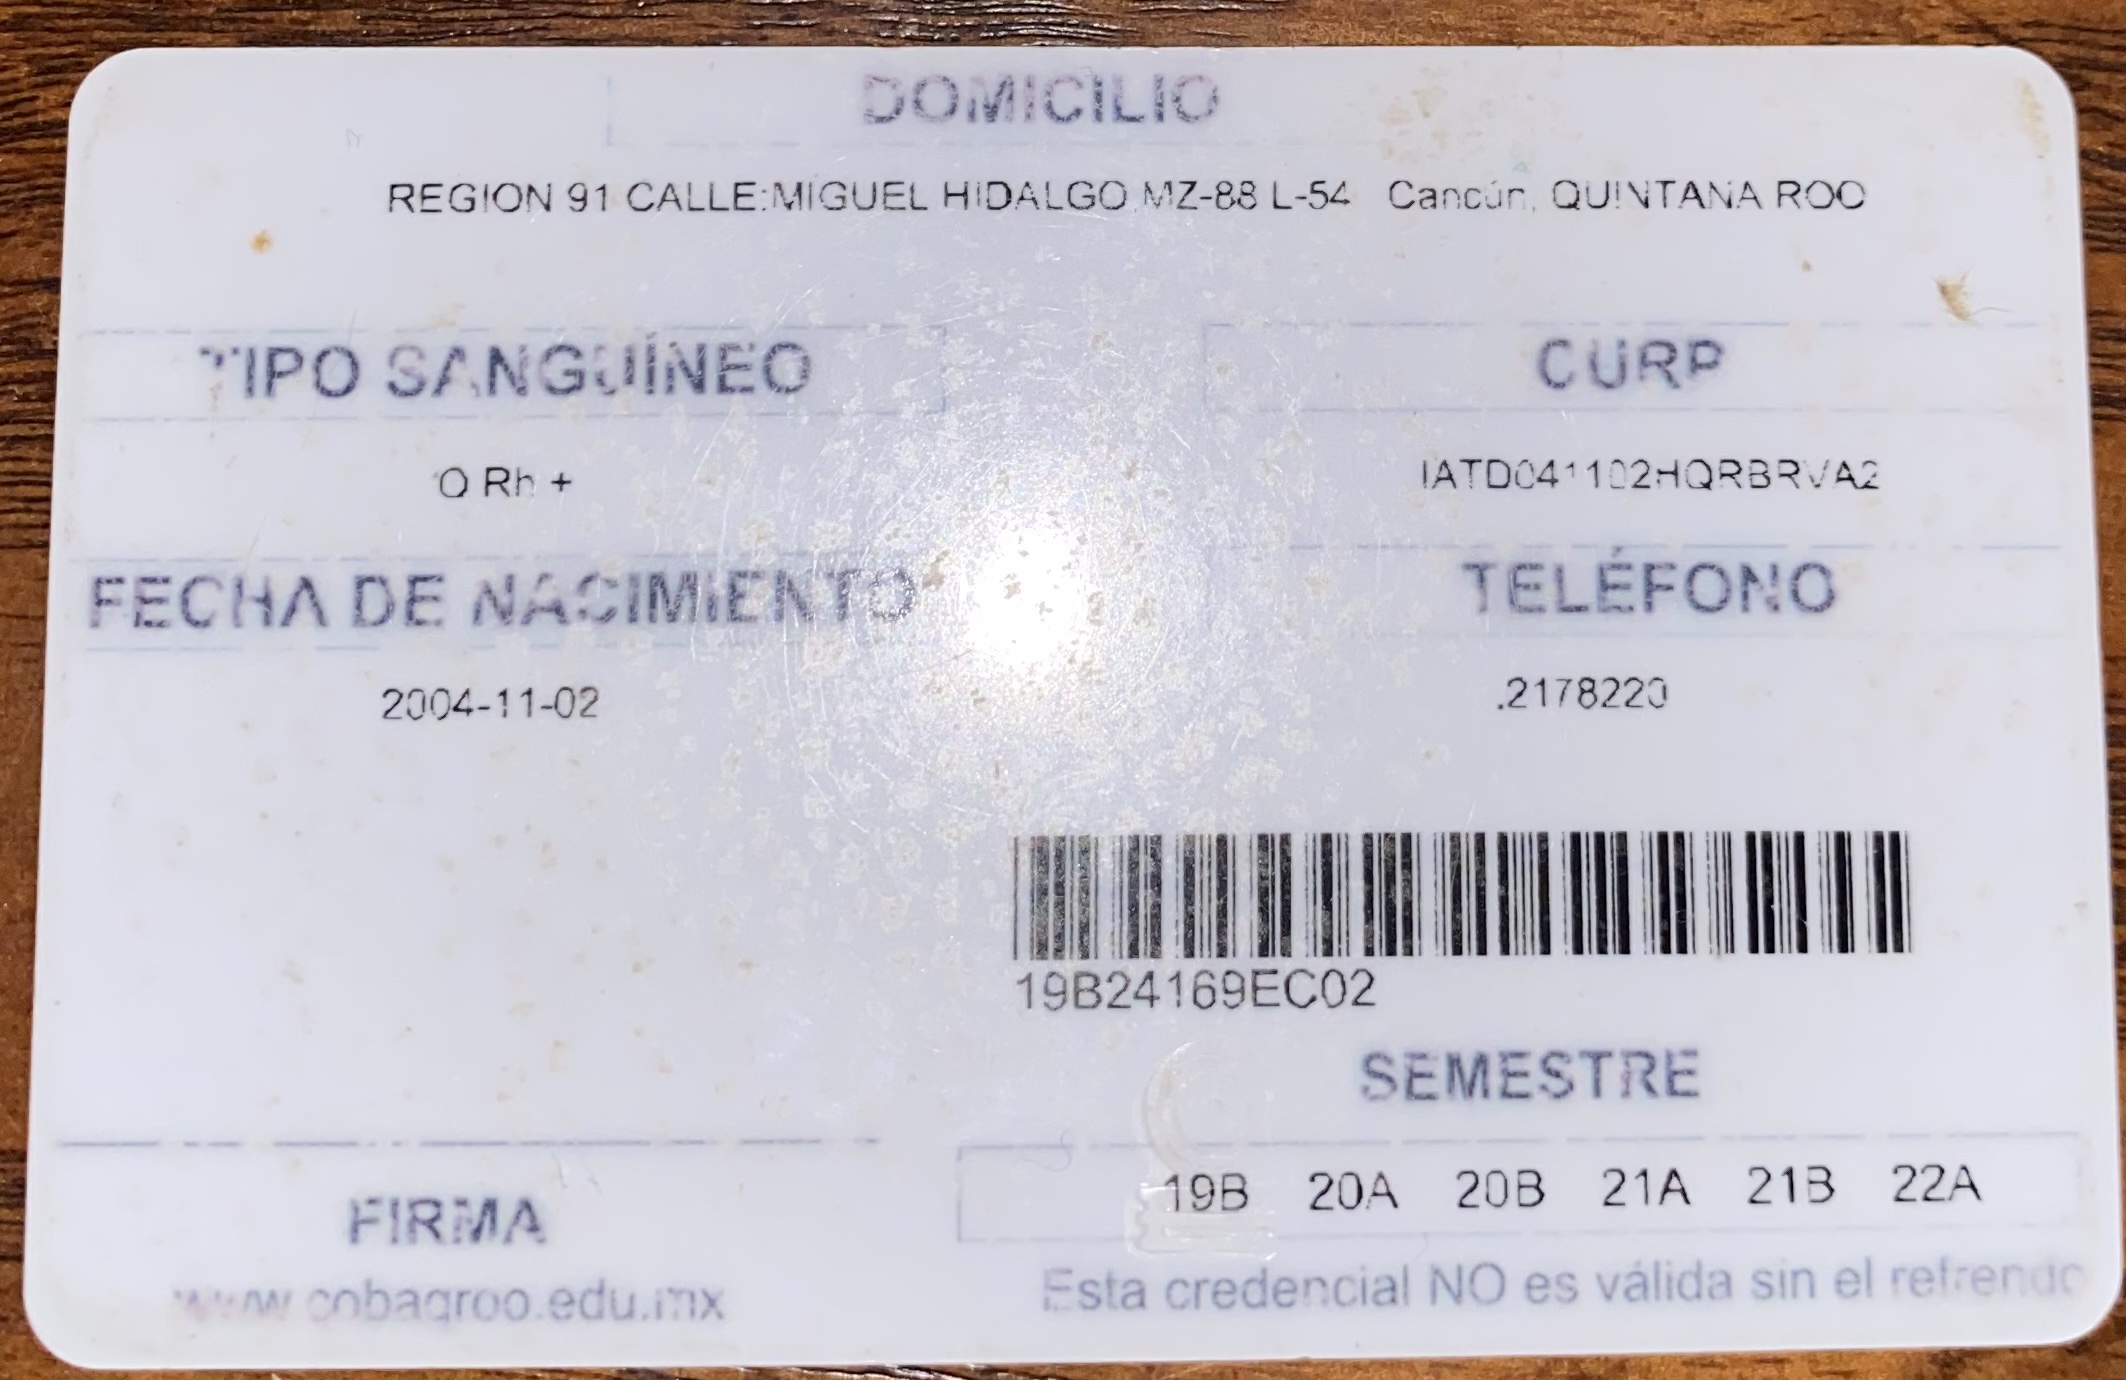 DOMICILIO
REGION 91 CALLE:MIGUEL HIDALGO MZ-88 L-54 Cancún, QUINTANA ROO
TIPO SANGUÍNEO
CURP
O Rh +
IATD041102HQRBRVA2
FECHA DE NACIMIENTO
TELÉFONO
2004-11-02
.2178220
19B24169EC02
SEMESTRE
19B 20A 20B 21A 21B 22A
FIRMA
www.cobaqroo.edu.mx
Esta credencial NO es válida sin el refrendo